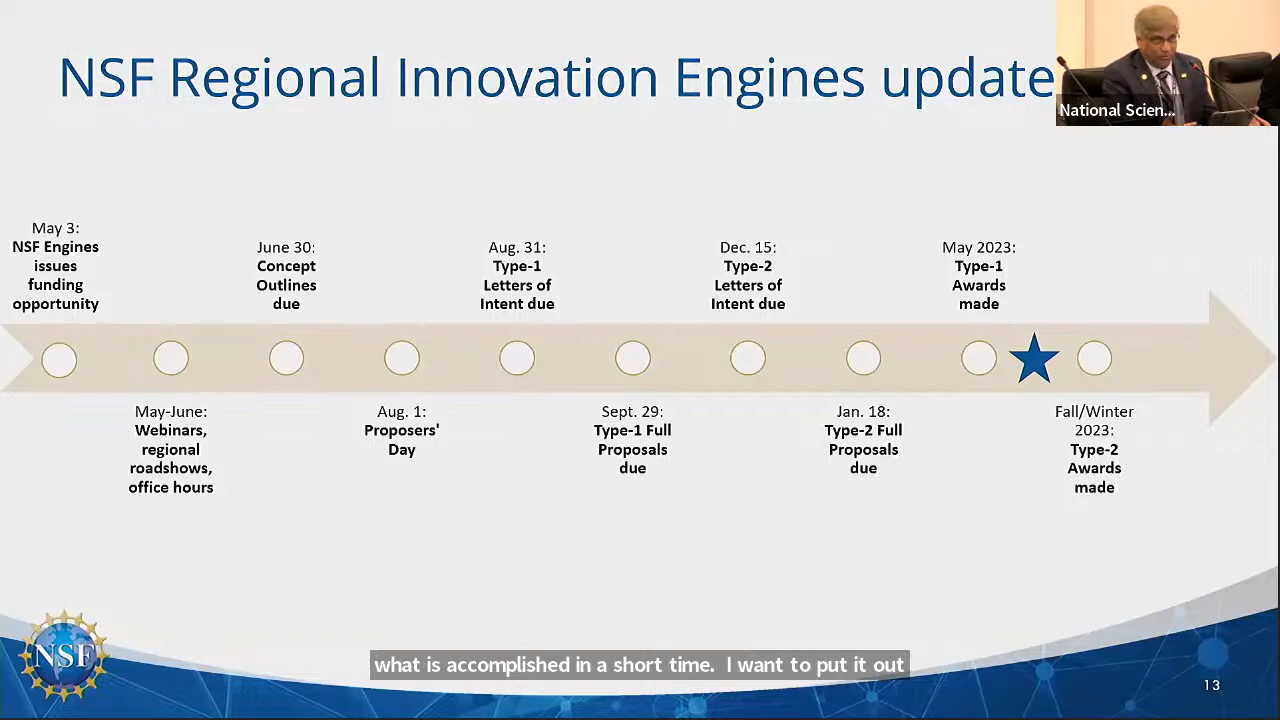 NSF Regional Innovation Engines update
National Scien...
May 3:
NSF Engines
issues
funding
opportunity
May-June:
Webinars,
regional
roadshows,
office hours
June 30:
Concept
Outlines
due
Aug. 1:
Proposers'
Day
Aug. 31:
Type-1
Letters of
Intent due
Sept. 29:
Type-1 Full
Proposals
due
Dec. 15:
Type-2
Letters of
Intent due
Jan. 18:
Type-2 Full
Proposals
due
May 2023:
Type-1
Awards
made
Fall/Winter
2023:
Type-2
Awards
made
NSF
what is accomplished in a short time. I want to put it out
13